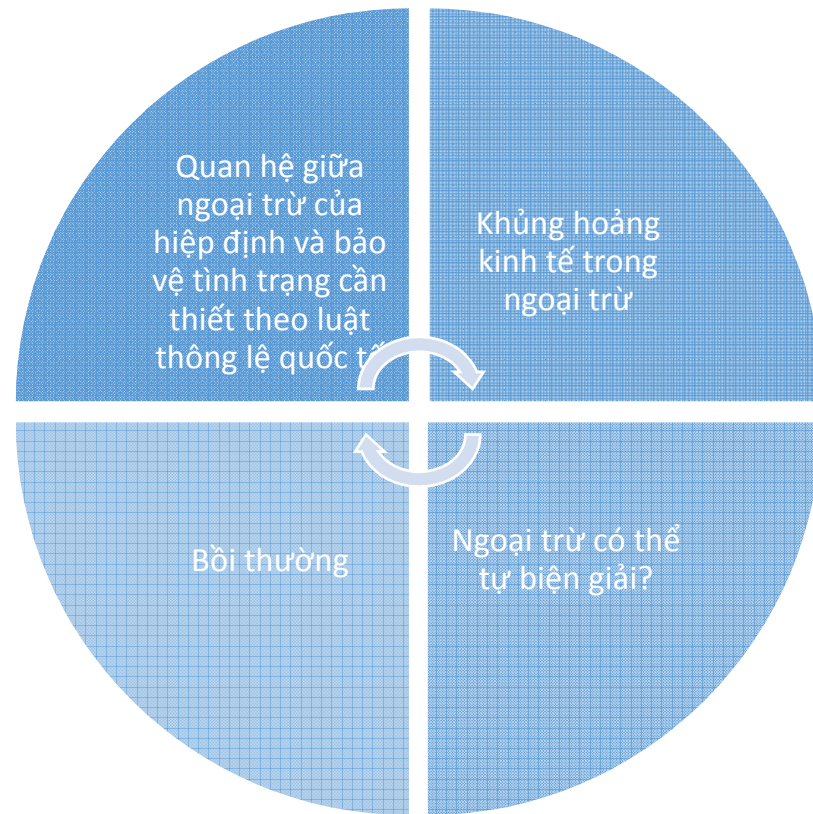 Quan hệ giữa
ngoại trừ của
hiệp định và bảo
vệ tình trạng cần
thiết theo luật
thông lệ quốc tế
Khủng hoảng
kinh tế trong
ngoại trừ
Ngoại trừ có thể
tự biện giải?
Bồi thường